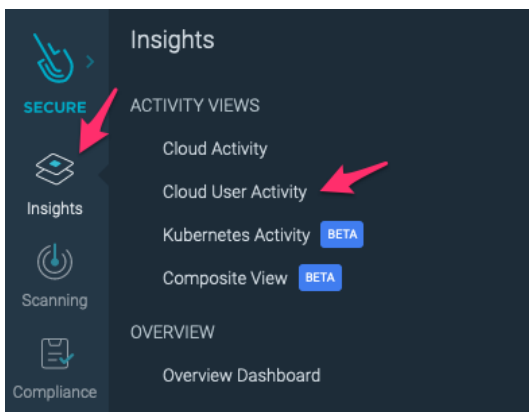 SECURE
Insights
Scanning
Compliance
Insights
ACTIVITY VIEWS
Cloud Activity
Cloud User Activity
Kubernetes Activity BETA
Composite View BETA
OVERVIEW
Overview Dashboard